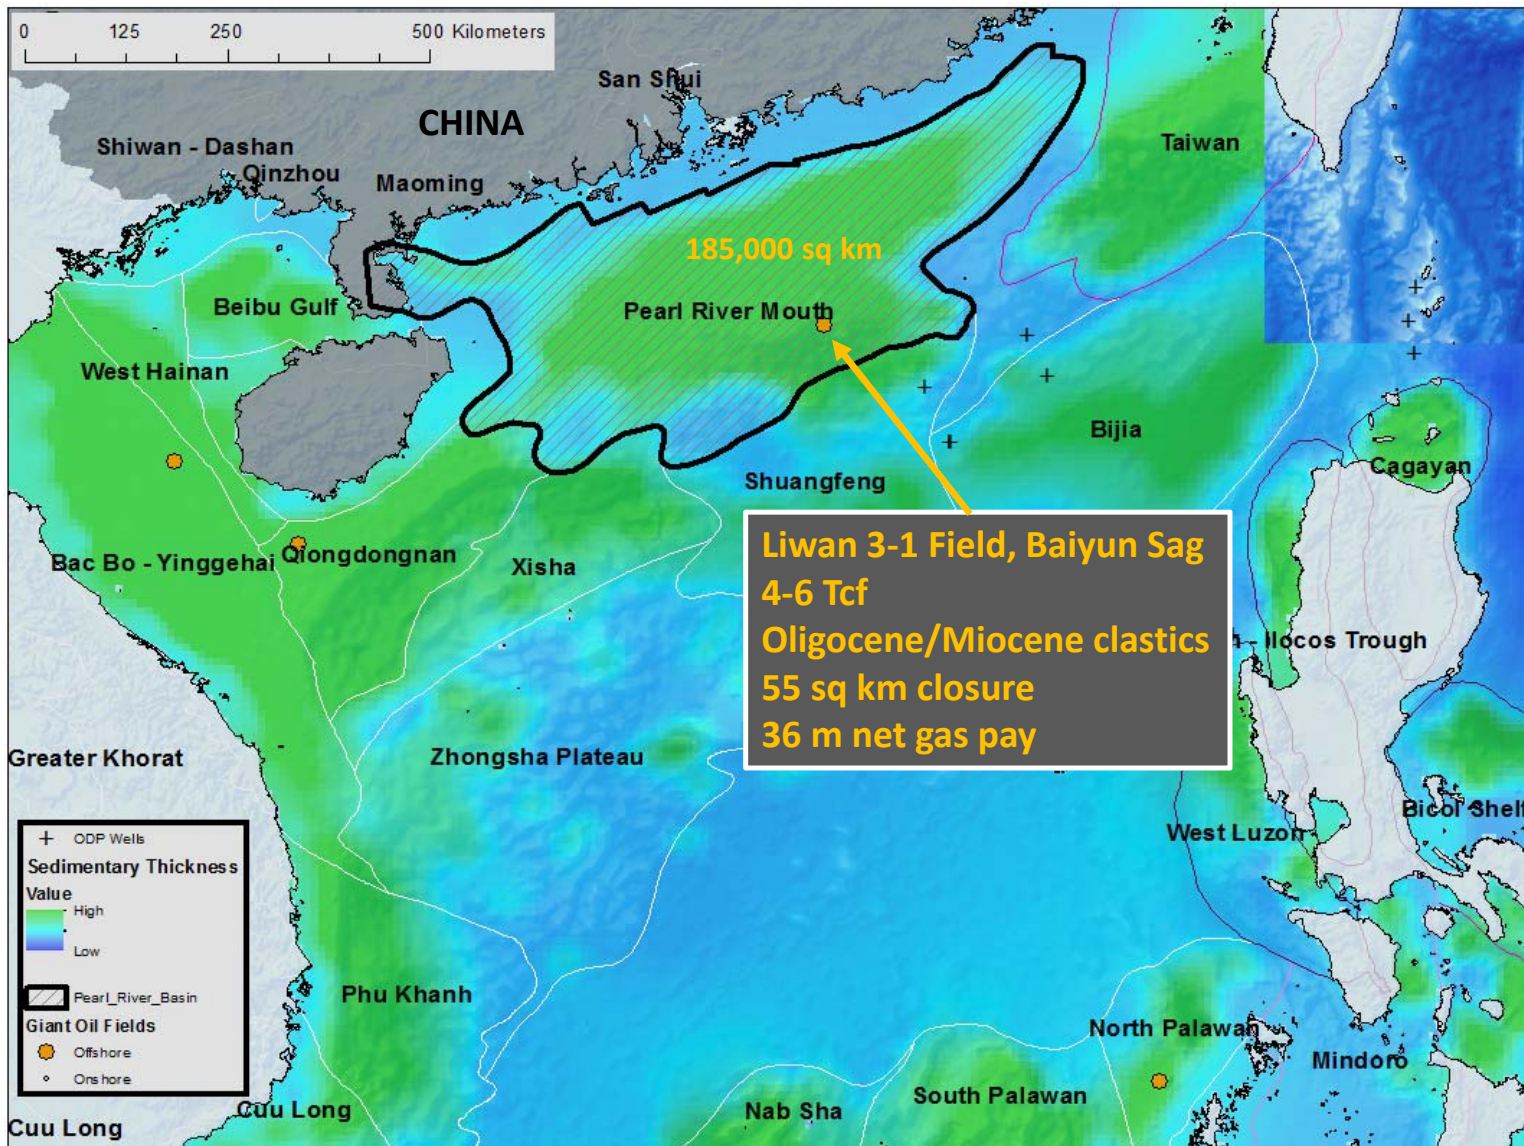 0 125 250 500 Kilometers
San Shui
CHINA
Shiwan - Dashan
Qinzhou
Maoming
Taiwan
185,000 sq km
Beibu Gulf
Pearl River Mouth
West Hainan
Bijia
Cagayan
Shuangfeng
Bac Bo - Yinggehai
Qiongdongnan
Xisha
Liwan 3-1 Field, Baiyun Sag
4-6 Tcf
Oligocene/Miocene clastics
55 sq km closure
36 m net gas pay
- Ilocos Trough
Greater Khorat
Zhongsha Plateau
Bicol Shelf
West Luzon
ODP Wells
Sedimentary Thickness
Value
High
Low
Pearl_River_Basin
Giant Oil Fields
Offshore
Onshore
Phu Khanh
North Palawan
Mindoro
South Palawan
Nab Sha
Cuu Long
Cuu Long